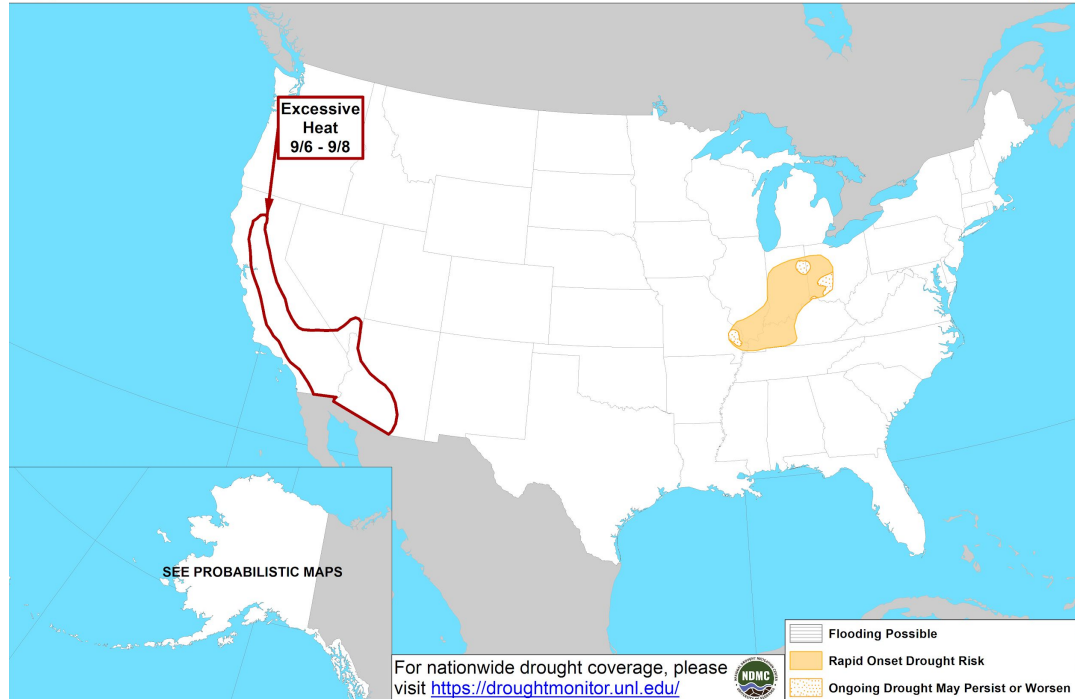 Excessive
Heat
9/6 - 9/8
SEE PROBABILISTIC MAPS
For nationwide drought coverage, please
visit https://droughtmonitor.unl.edu/
NDMC
Flooding Possible
Rapid Onset Drought Risk
Ongoing Drought May Persist or Worsen